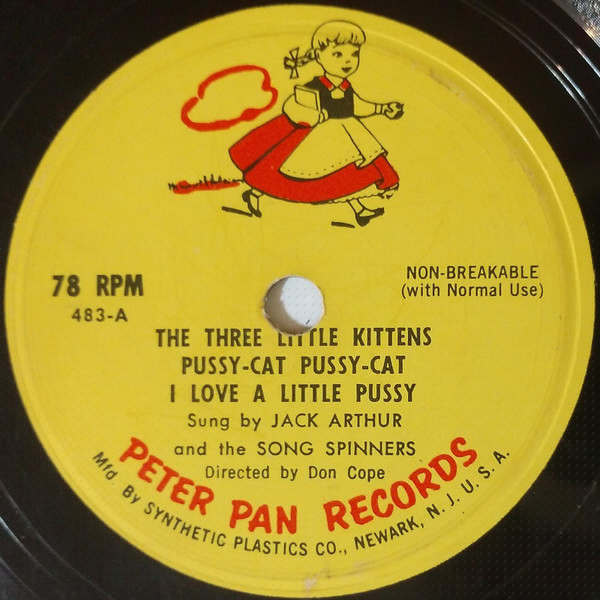 78 RPM
483-A
NON-BREAKABLE
(with Normal Use)
THE THREE LITTLE KITTENS
PUSSY-CAT PUSSY-CAT
I LOVE A LITTLE PUSSY
Sung by JACK ARTHUR
and the SONG SPINNERS
Directed by Don Cope
PETER PAN RECORDS
Mfd. By SYNTHETIC PLASTICS CO., NEWARK, N. J. U. S. A.